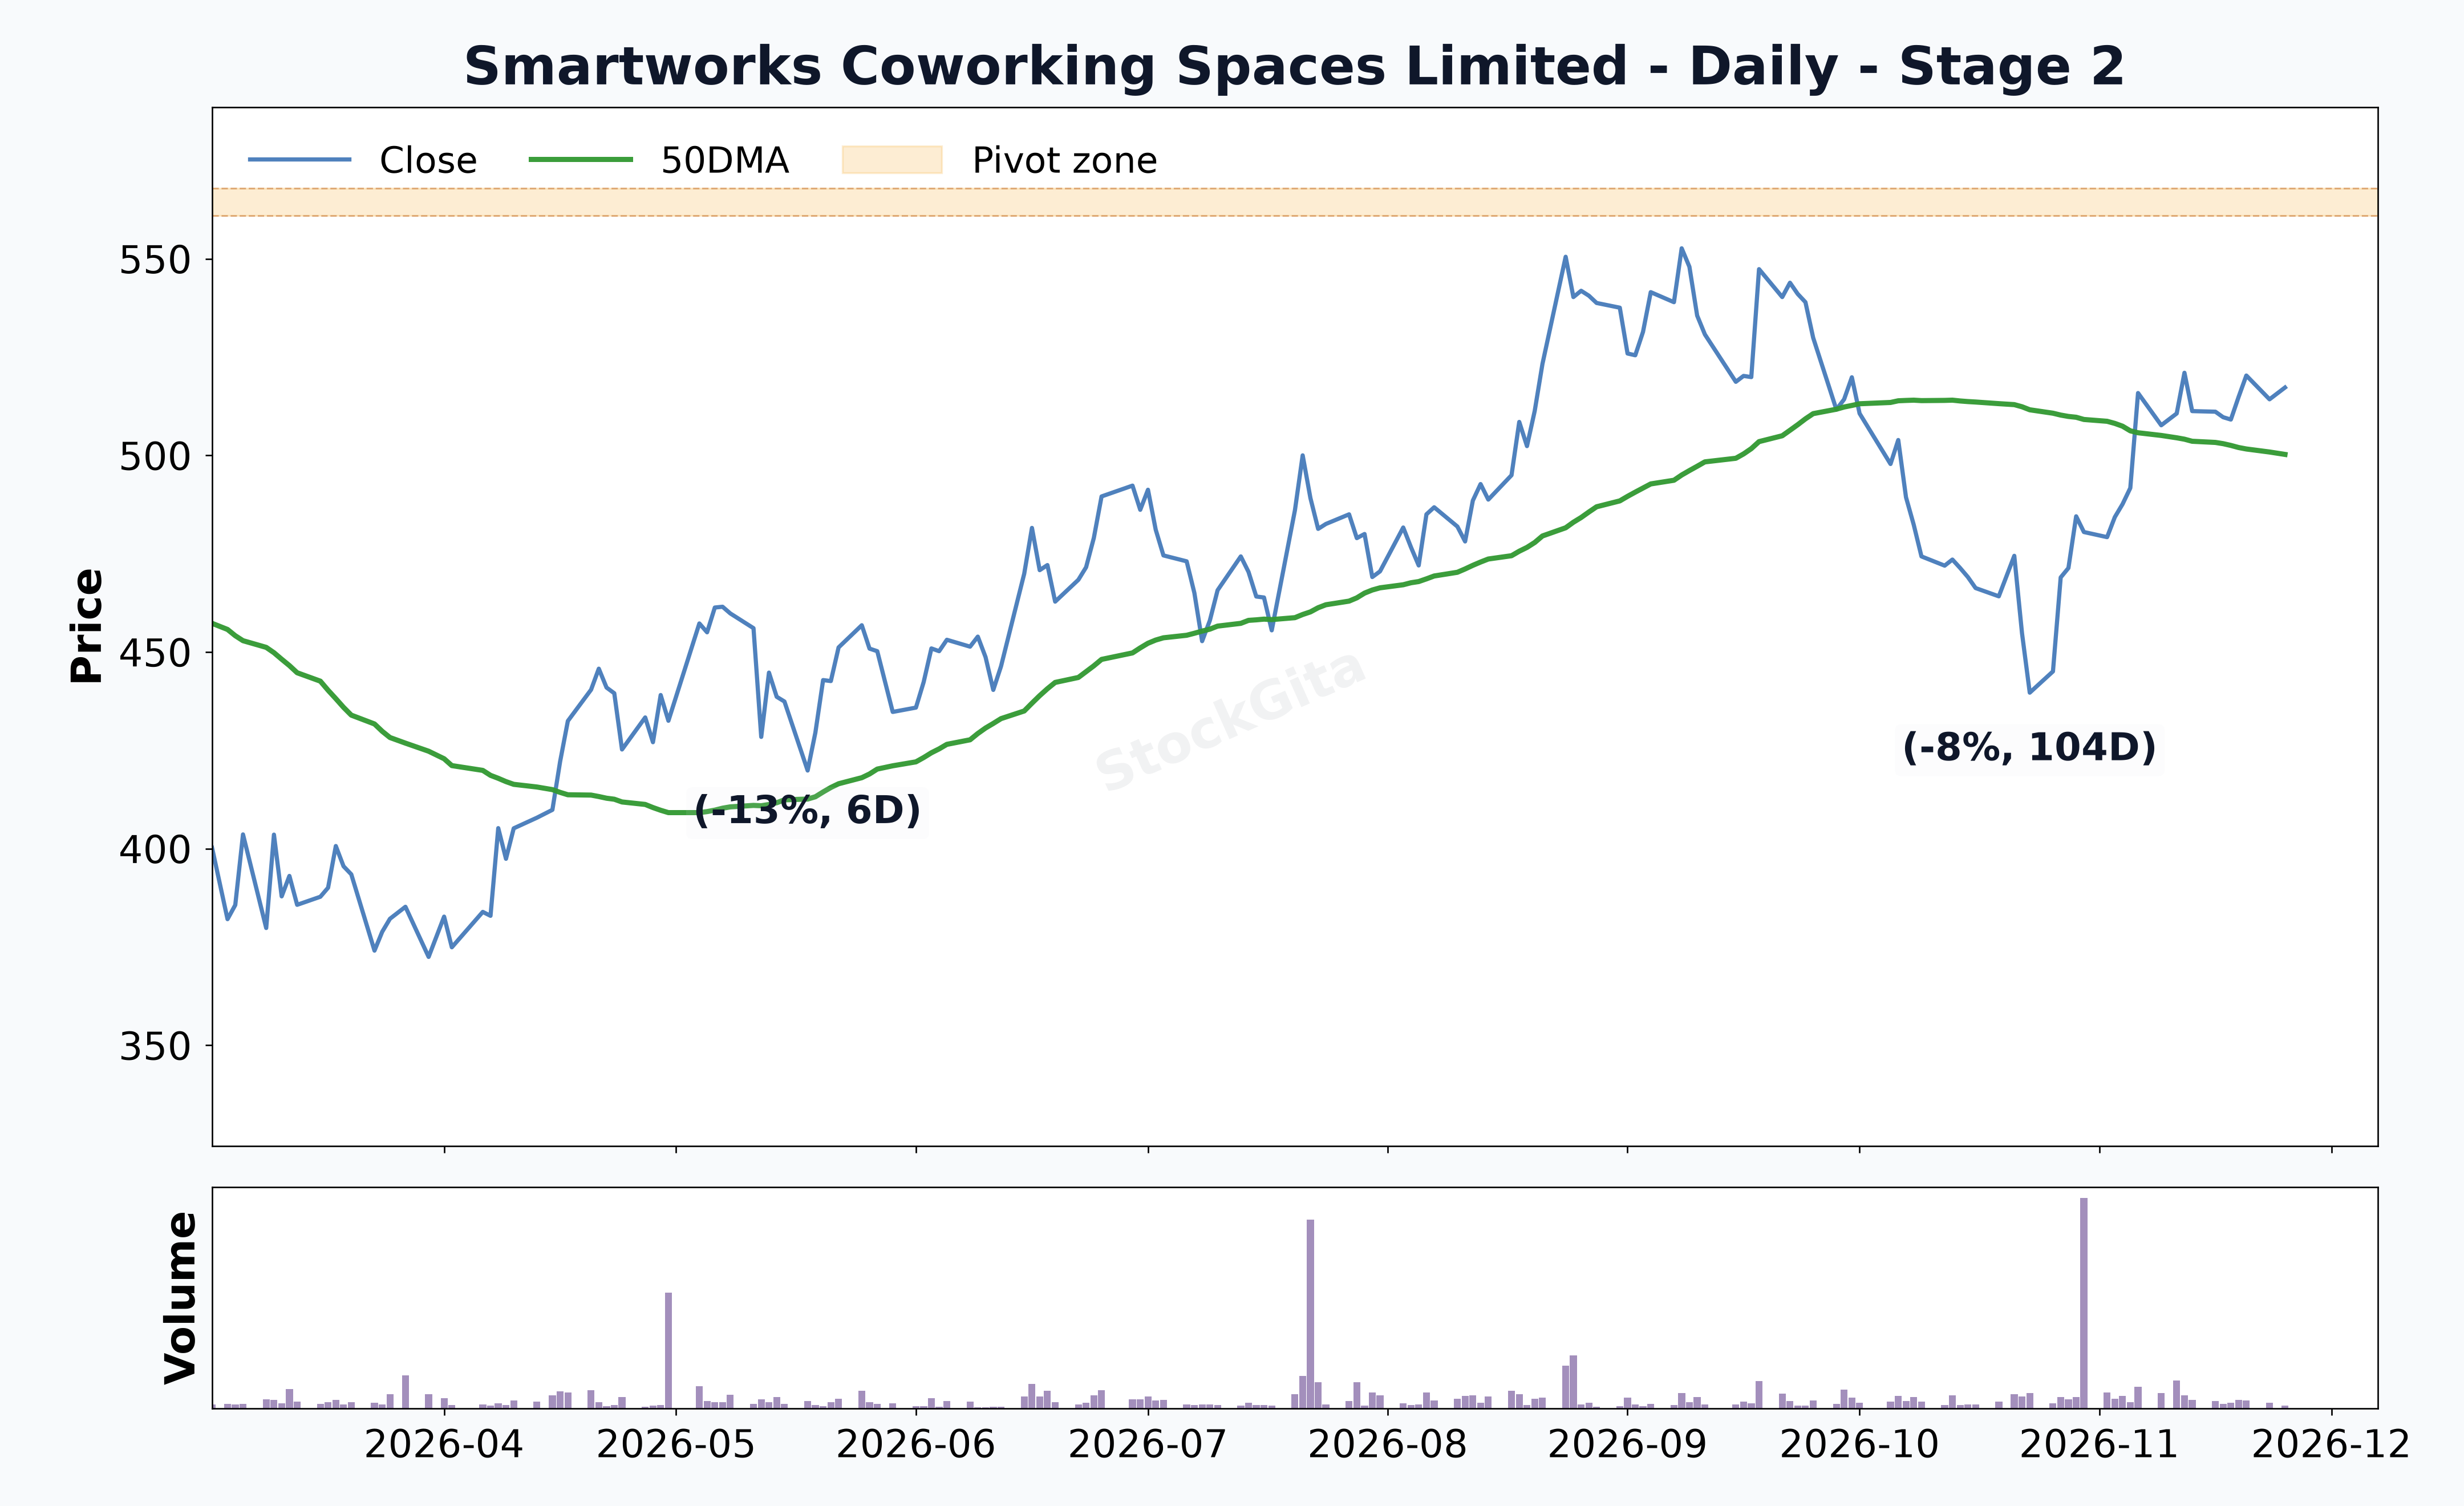 Smartworks Coworking Spaces Limited - Daily - Stage 2
Close 50DMA Pivot zone
550
500
450
400
350
Price
StockGita
(-13%, 6D)
(-8%, 104D)
Volume
2026-04 2026-05 2026-06 2026-07 2026-08 2026-09 2026-10 2026-11 2026-12